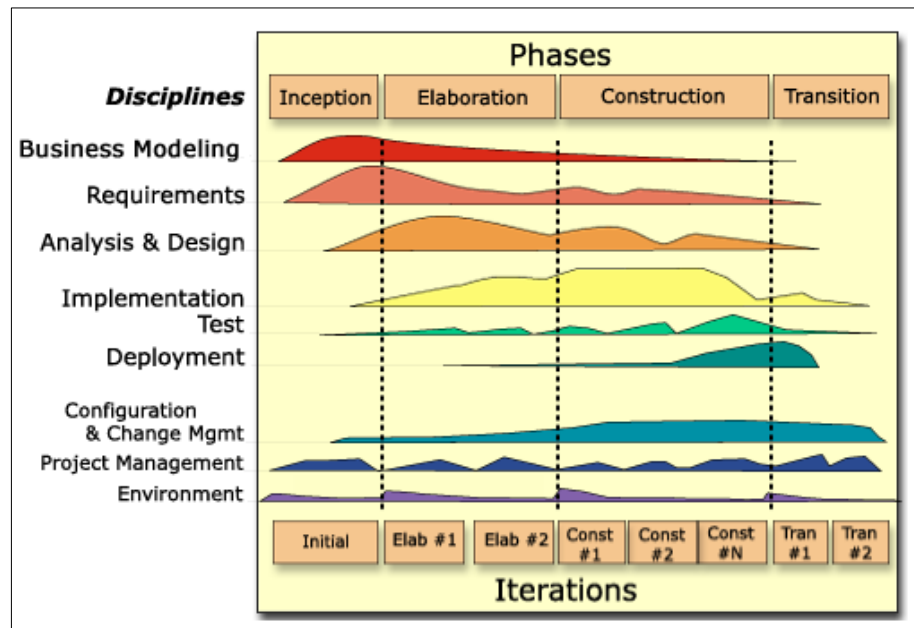 Phases
Disciplines
Inception
Elaboration
Construction
Transition
Business Modeling
Requirements
Analysis & Design
Implementation
Test
Deployment
Configuration
& Change Mgmt
Project Management
Environment
Initial
Elab #1
Elab #2
Const
#1
Const
#2
Const
#N
Tran
#1
Tran
#2
Iterations